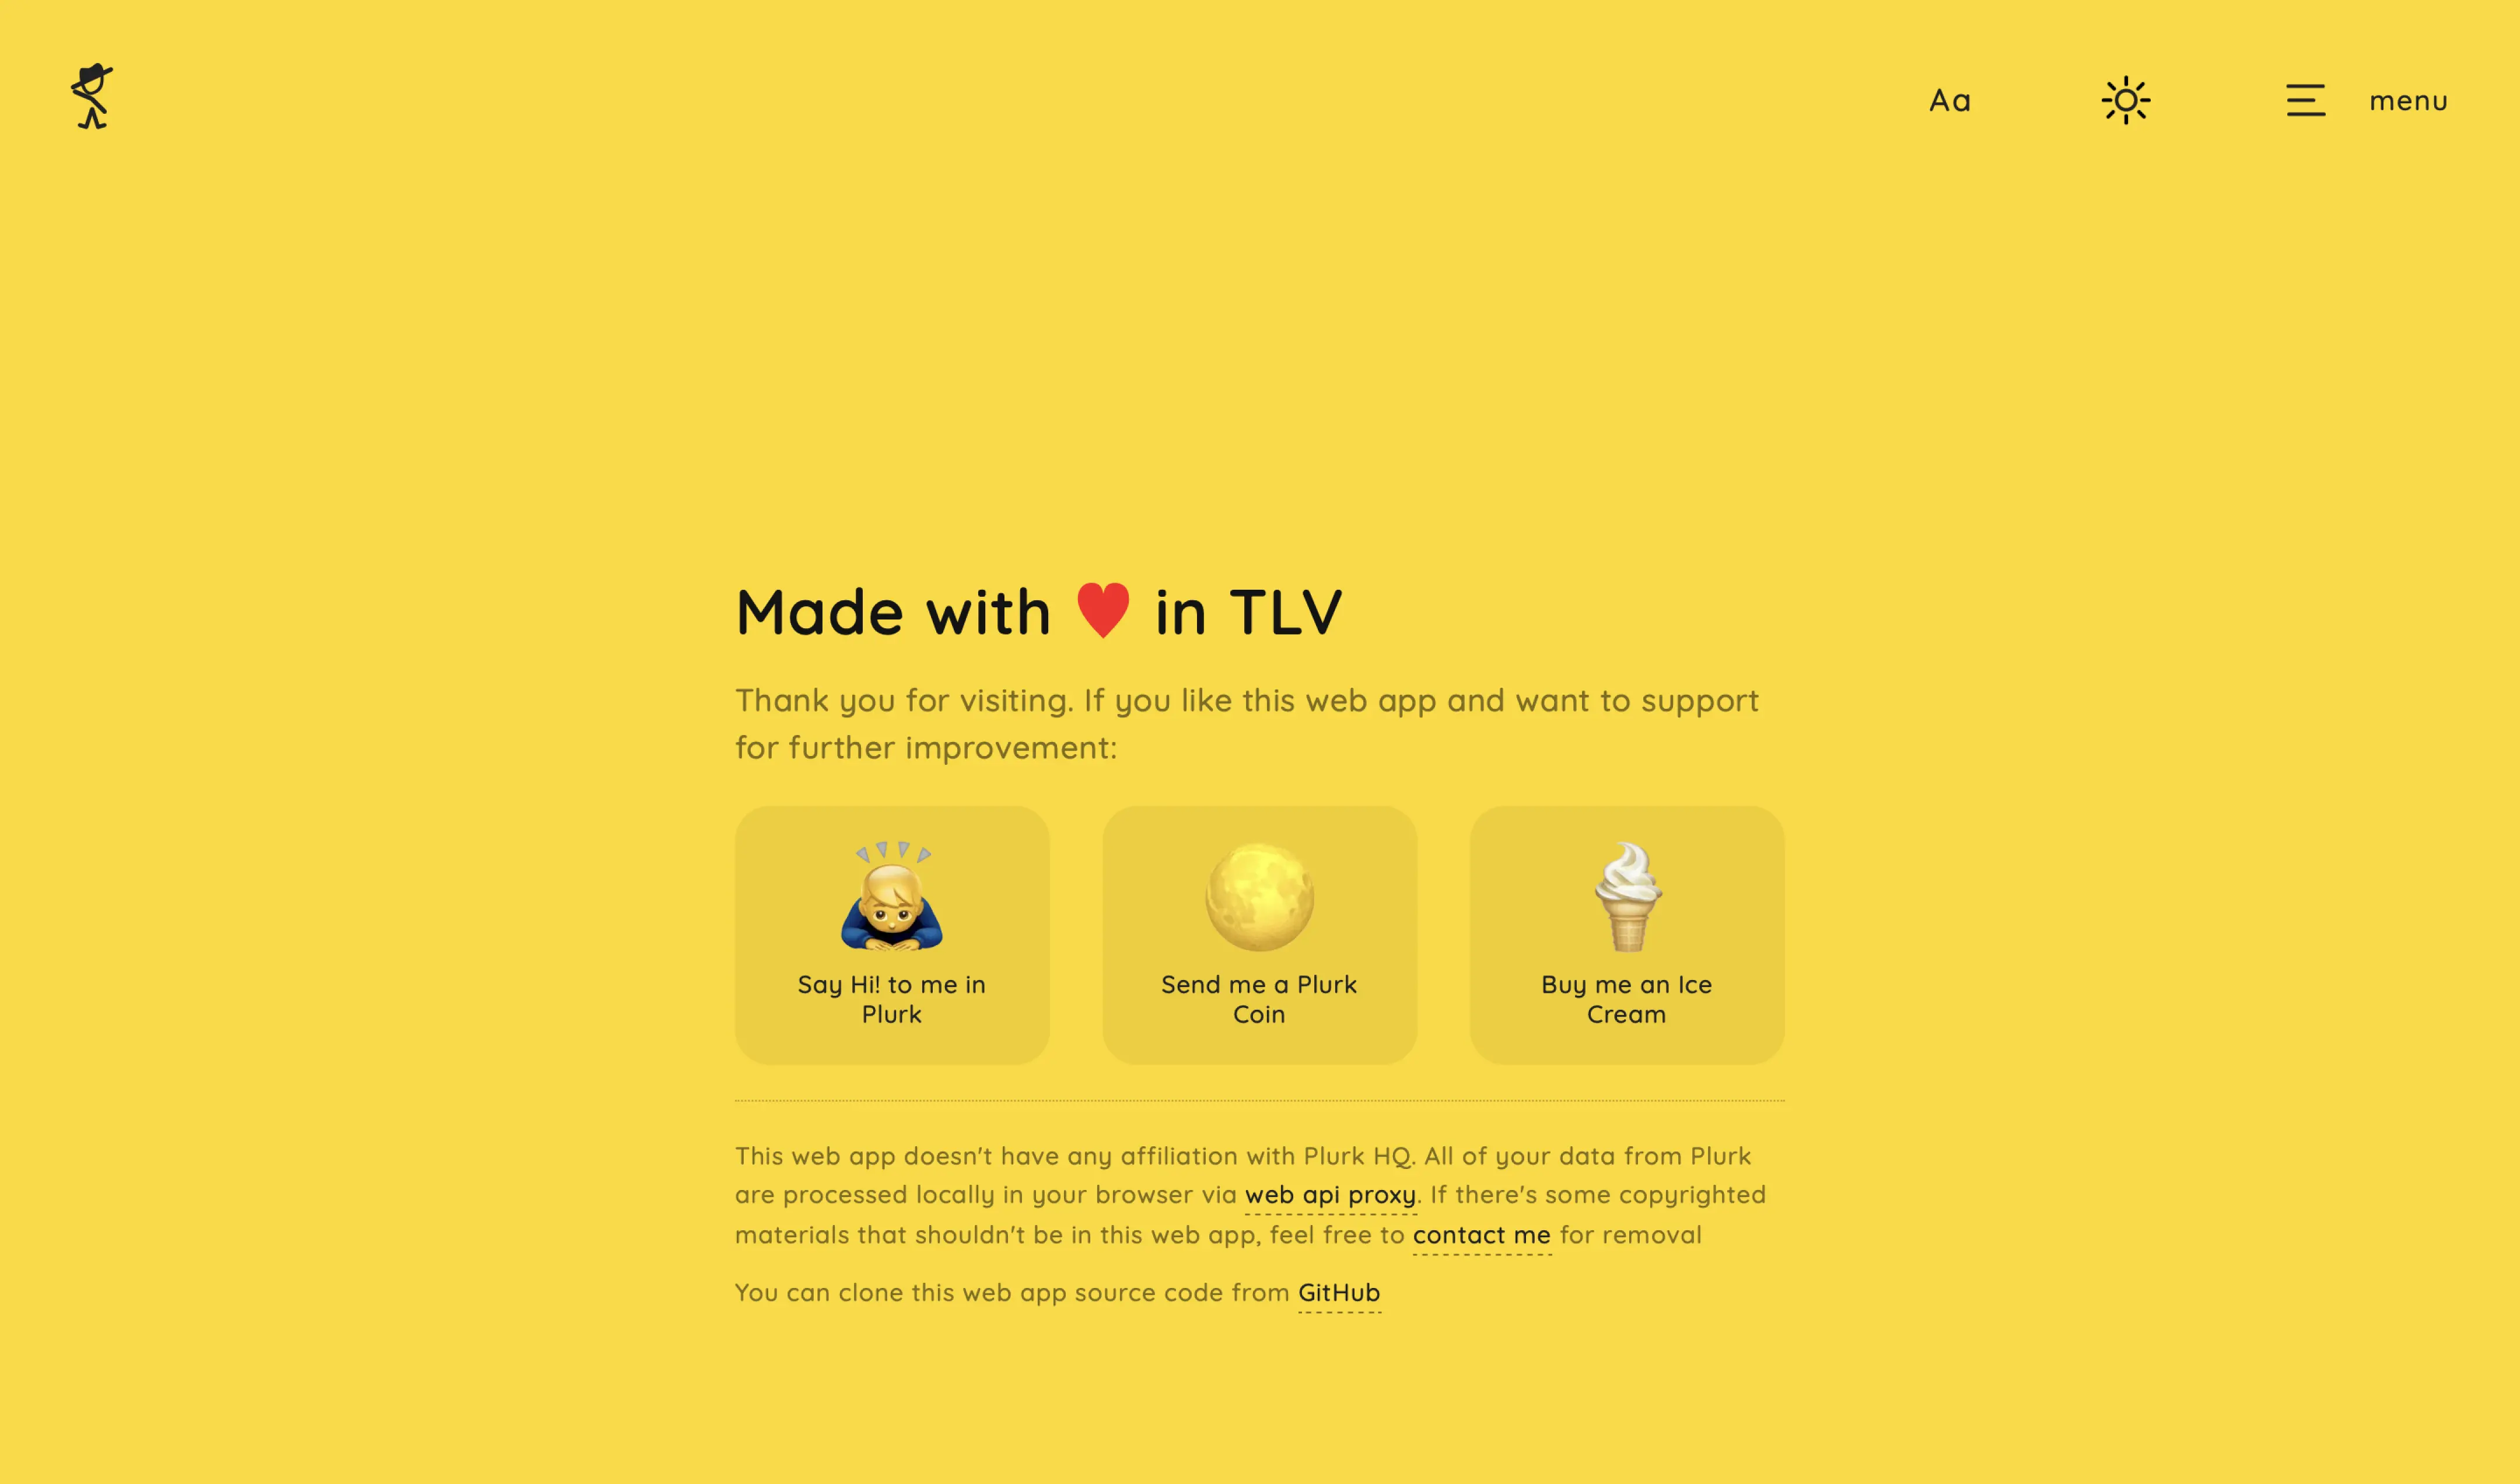 Aa
menu
Made with ♥ in TLV
Thank you for visiting. If you like this web app and want to support
for further improvement:
Say Hi! to me in
Plurk
Send me a Plurk
Coin
Buy me an Ice
Cream
This web app doesn't have any affiliation with Plurk HQ. All of your data from Plurk
are processed locally in your browser via web api proxy. If there's some copyrighted
materials that shouldn't be in this web app, feel free to contact me for removal
You can clone this web app source code from GitHub